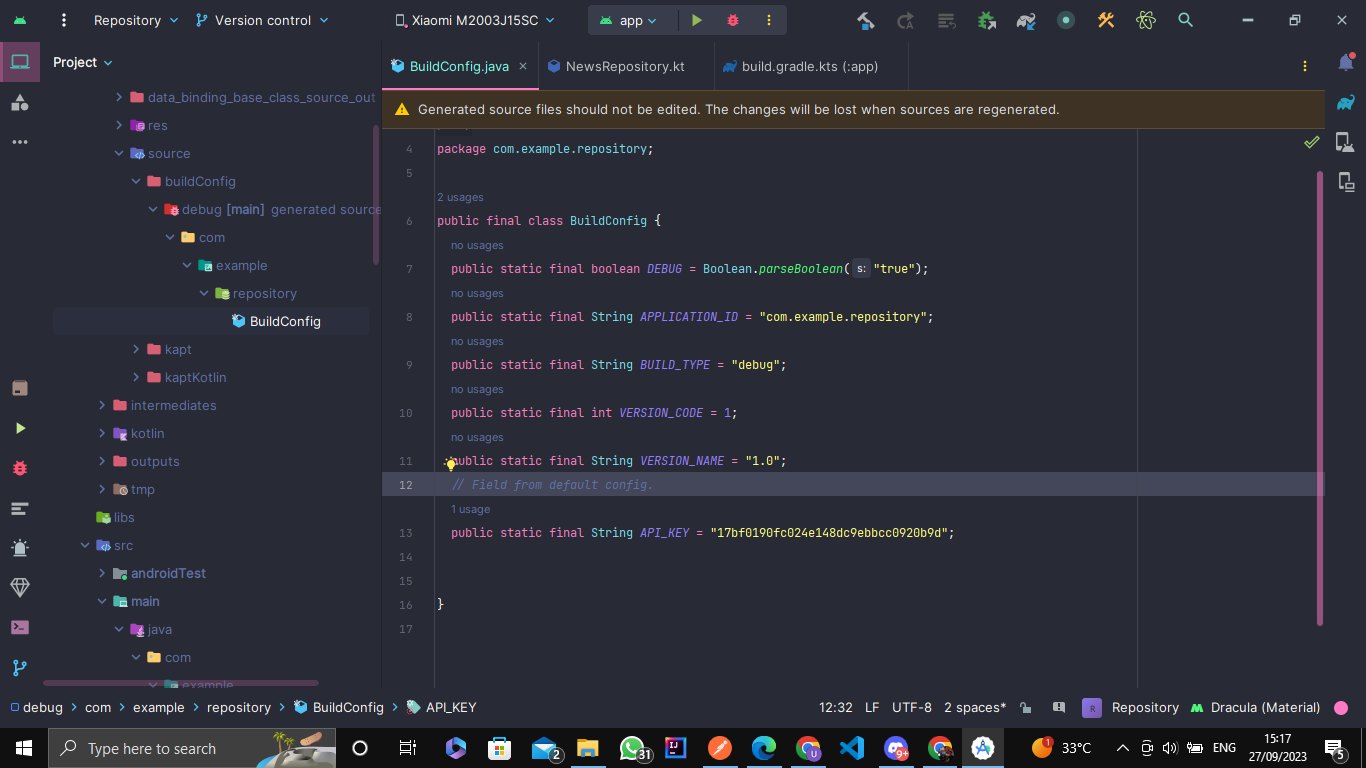 Repository
Version control
Xiaomi M2003J15SC
app
Project
BuildConfig.java
NewsRepository.kt
build.gradle.kts (:app)
Generated source files should not be edited. The changes will be lost when sources are regenerated.
data_binding_base_class_source_out
res
source
buildConfig
debug [main] generated source
com
example
repository
BuildConfig
kapt
kaptKotlin
intermediates
kotlin
outputs
tmp
libs
src
androidTest
main
java
com
example
4 package com.example.repository;
5
2 usages
6 public final class BuildConfig {
no usages
7 public static final boolean DEBUG = Boolean.parseBoolean( s: "true");
no usages
8 public static final String APPLICATION_ID = "com.example.repository";
no usages
9 public static final String BUILD_TYPE = "debug";
no usages
10 public static final int VERSION_CODE = 1;
no usages
11 public static final String VERSION_NAME = "1.0";
12 // Field from default config.
1 usage
13 public static final String API_KEY = "17bf0190fc024e148dc9ebbcc0920b9d";
14
15
16 }
17
debug > com > example > repository > BuildConfig > API_KEY
12:32 LF UTF-8 2 spaces* R Repository Dracula (Material)
Type here to search
2
31
U
9+
1
33°C
ENG
15:17
27/09/2023
5